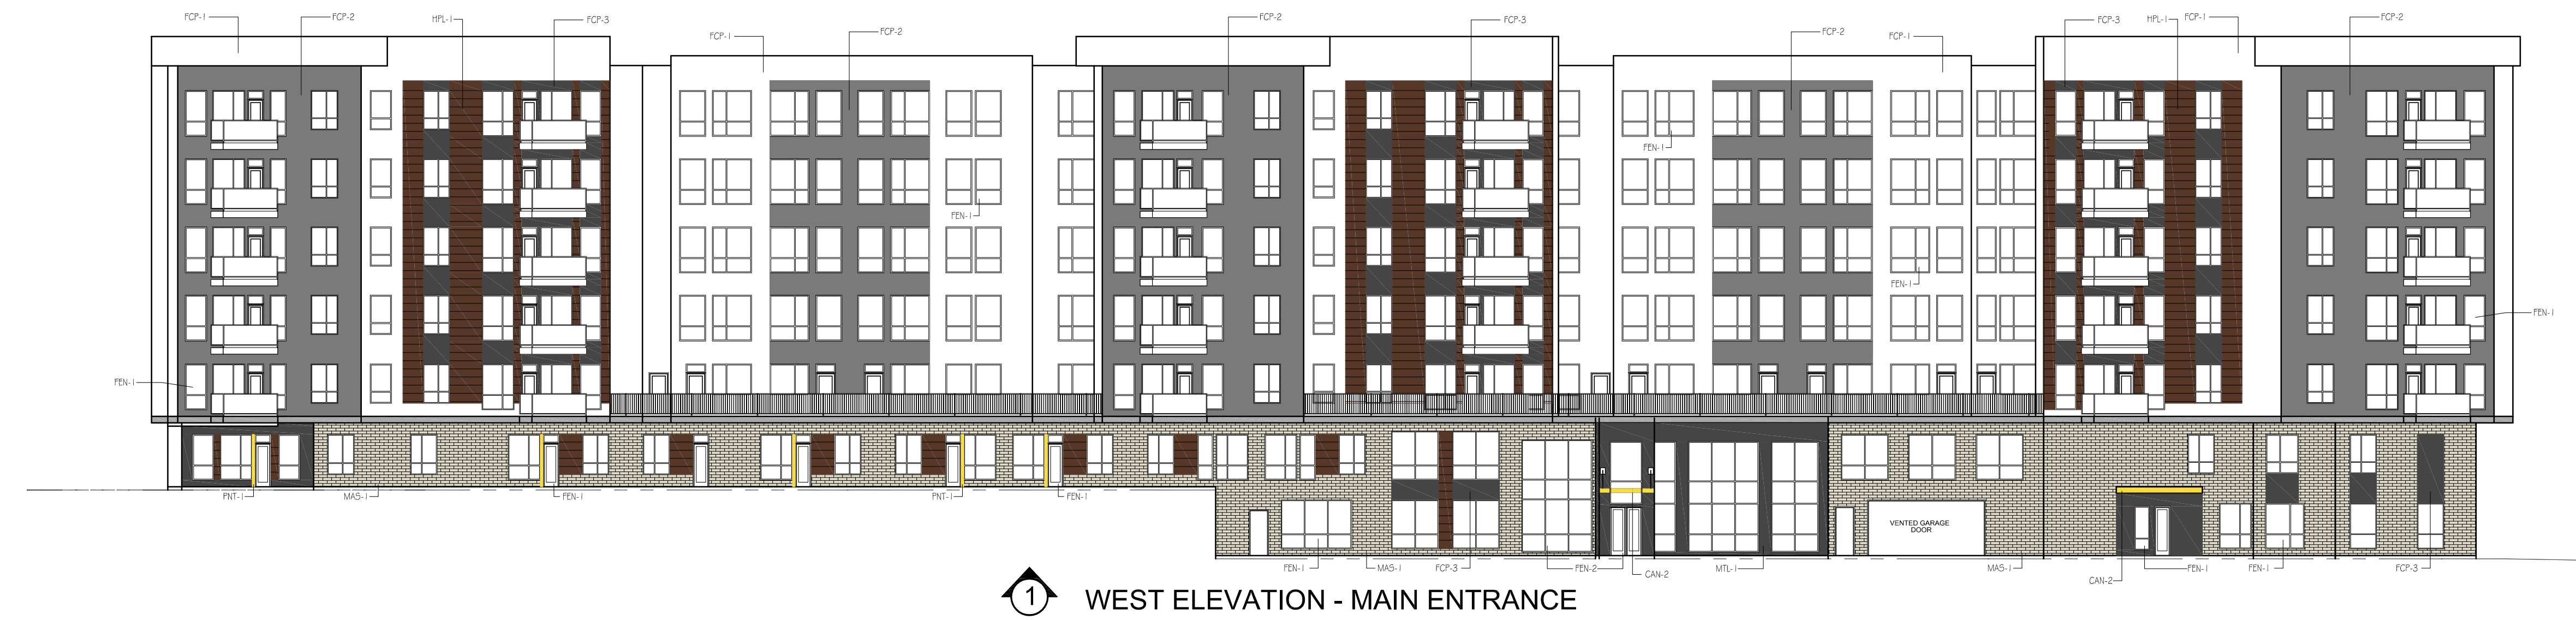 FCP-1
FCP-2
HPL-1
FCP-3
FCP-1
FCP-2
FCP-2
FCP-3
FCP-2
FCP-1
FCP-3
HPL-1
FCP-1
FCP-2
FEN-1
FEN-1
FEN-1
FEN-1
FEN-1
FEN-1
PNT-1
MAS-1
FEN-1
PNT-1
FEN-1
VENTED GARAGE
DOOR
FEN-1
MAS-1
FCP-3
FEN-2
CAN-2
MTL-1
MAS-1
CAN-2
FEN-1
FEN-1
FCP-3
1
WEST ELEVATION - MAIN ENTRANCE